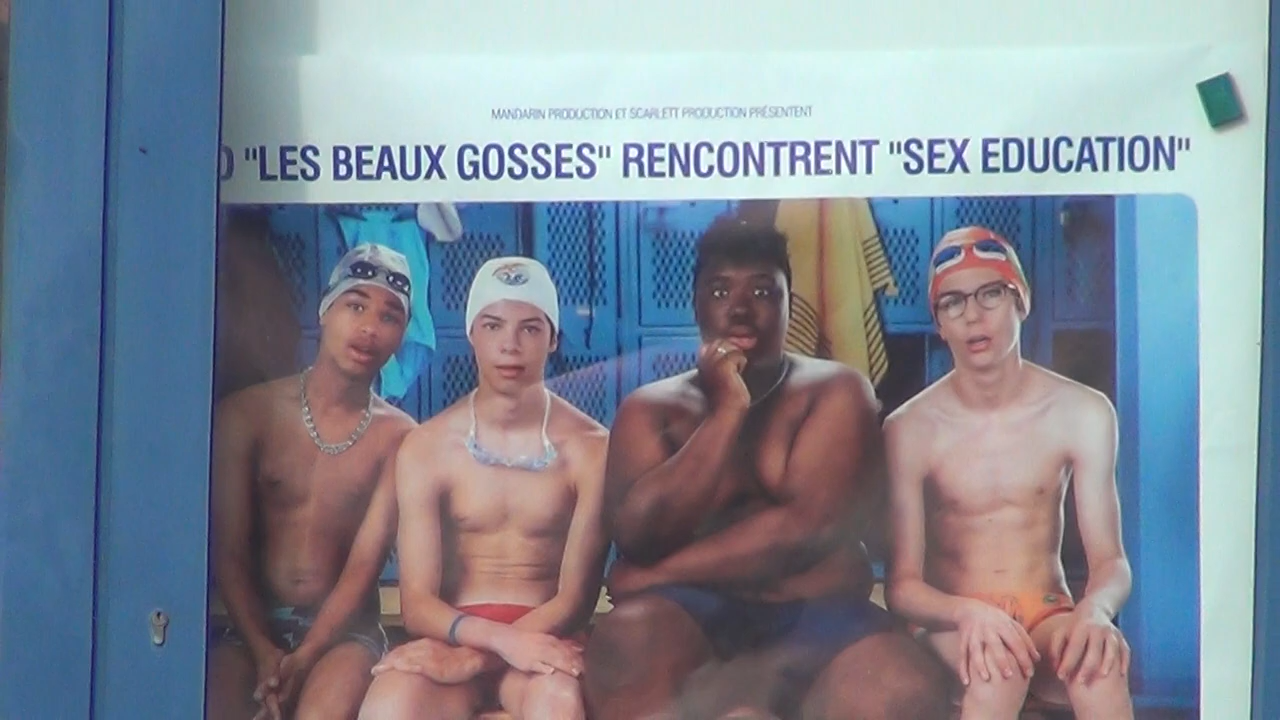 MANDARIN PRODUCTION ET SCARLETT PRODUCTION PRÉSENTENT
"LES BEAUX GOSSES" RENCONTRENT "SEX EDUCATION"